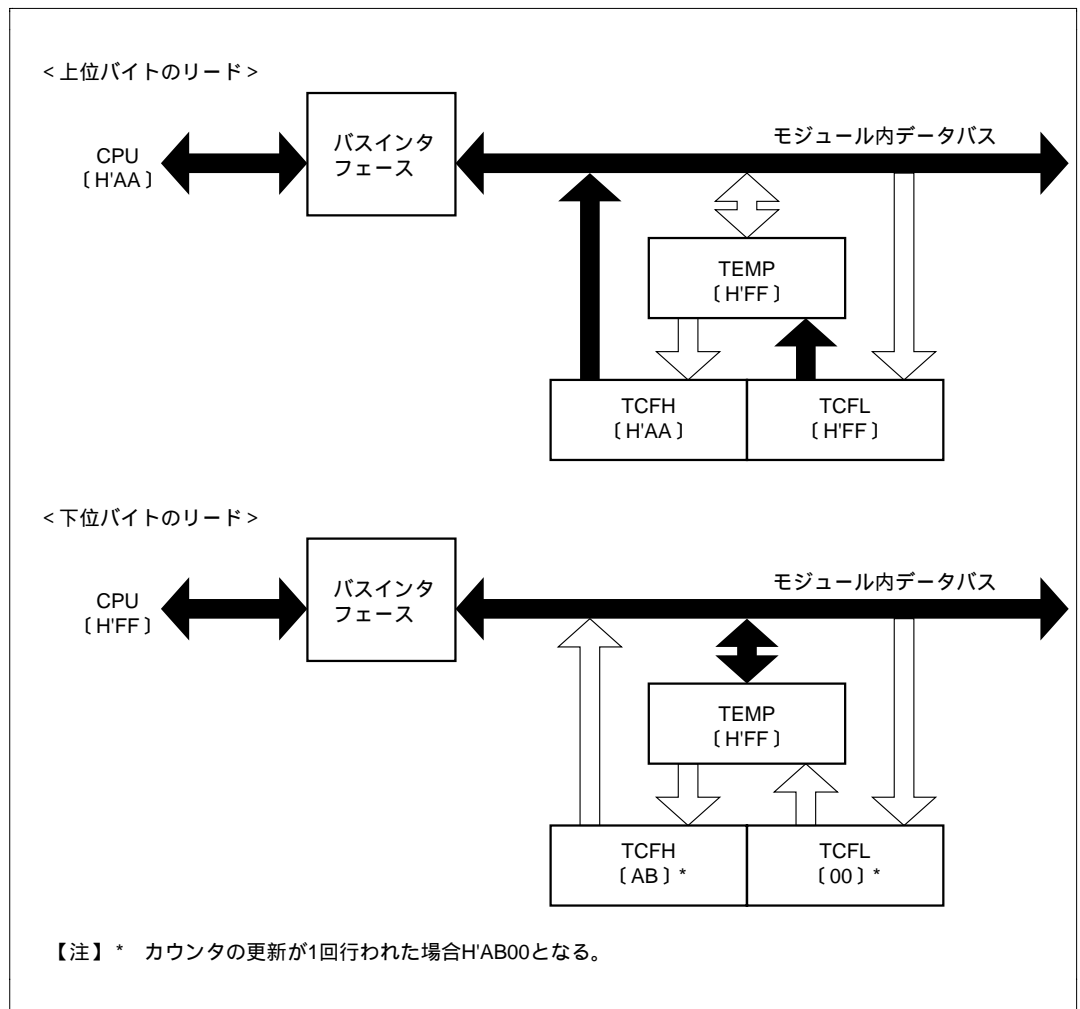 <上位バイトのリード>
バスインタ
フェース
モジュール内データバス
CPU
〔H'AA〕
TEMP
〔H'FF〕
TCFH
〔H'AA〕
TCFL
〔H'FF〕
<下位バイトのリード>
バスインタ
フェース
モジュール内データバス
CPU
〔H'FF〕
TEMP
〔H'FF〕
TCFH
〔AB〕*
TCFL
〔00〕*
【注】* カウンタの更新が1回行われた場合H'AB00となる。